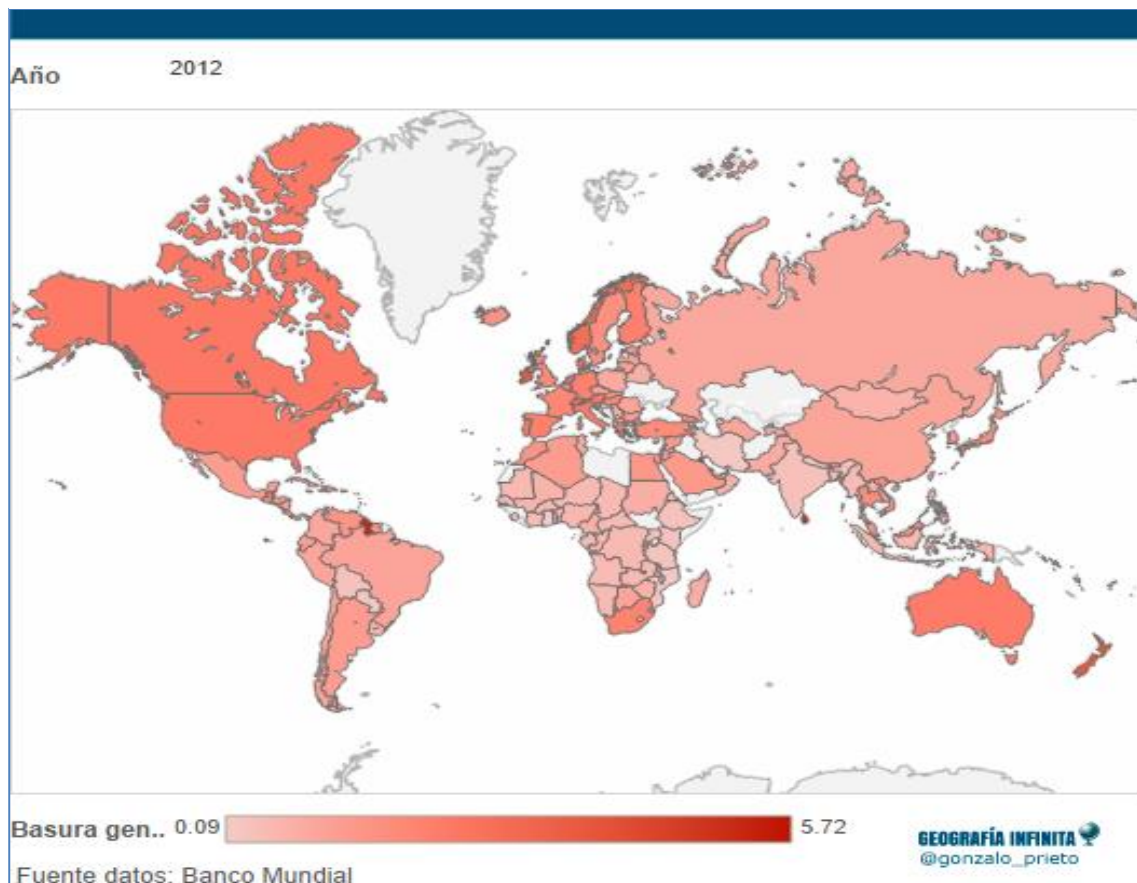 Año 2012
Basura gen.. 0.09 5.72
GEOGRAFÍA INFINITA
@gonzalo_prieto
Fuente datos: Banco Mundial